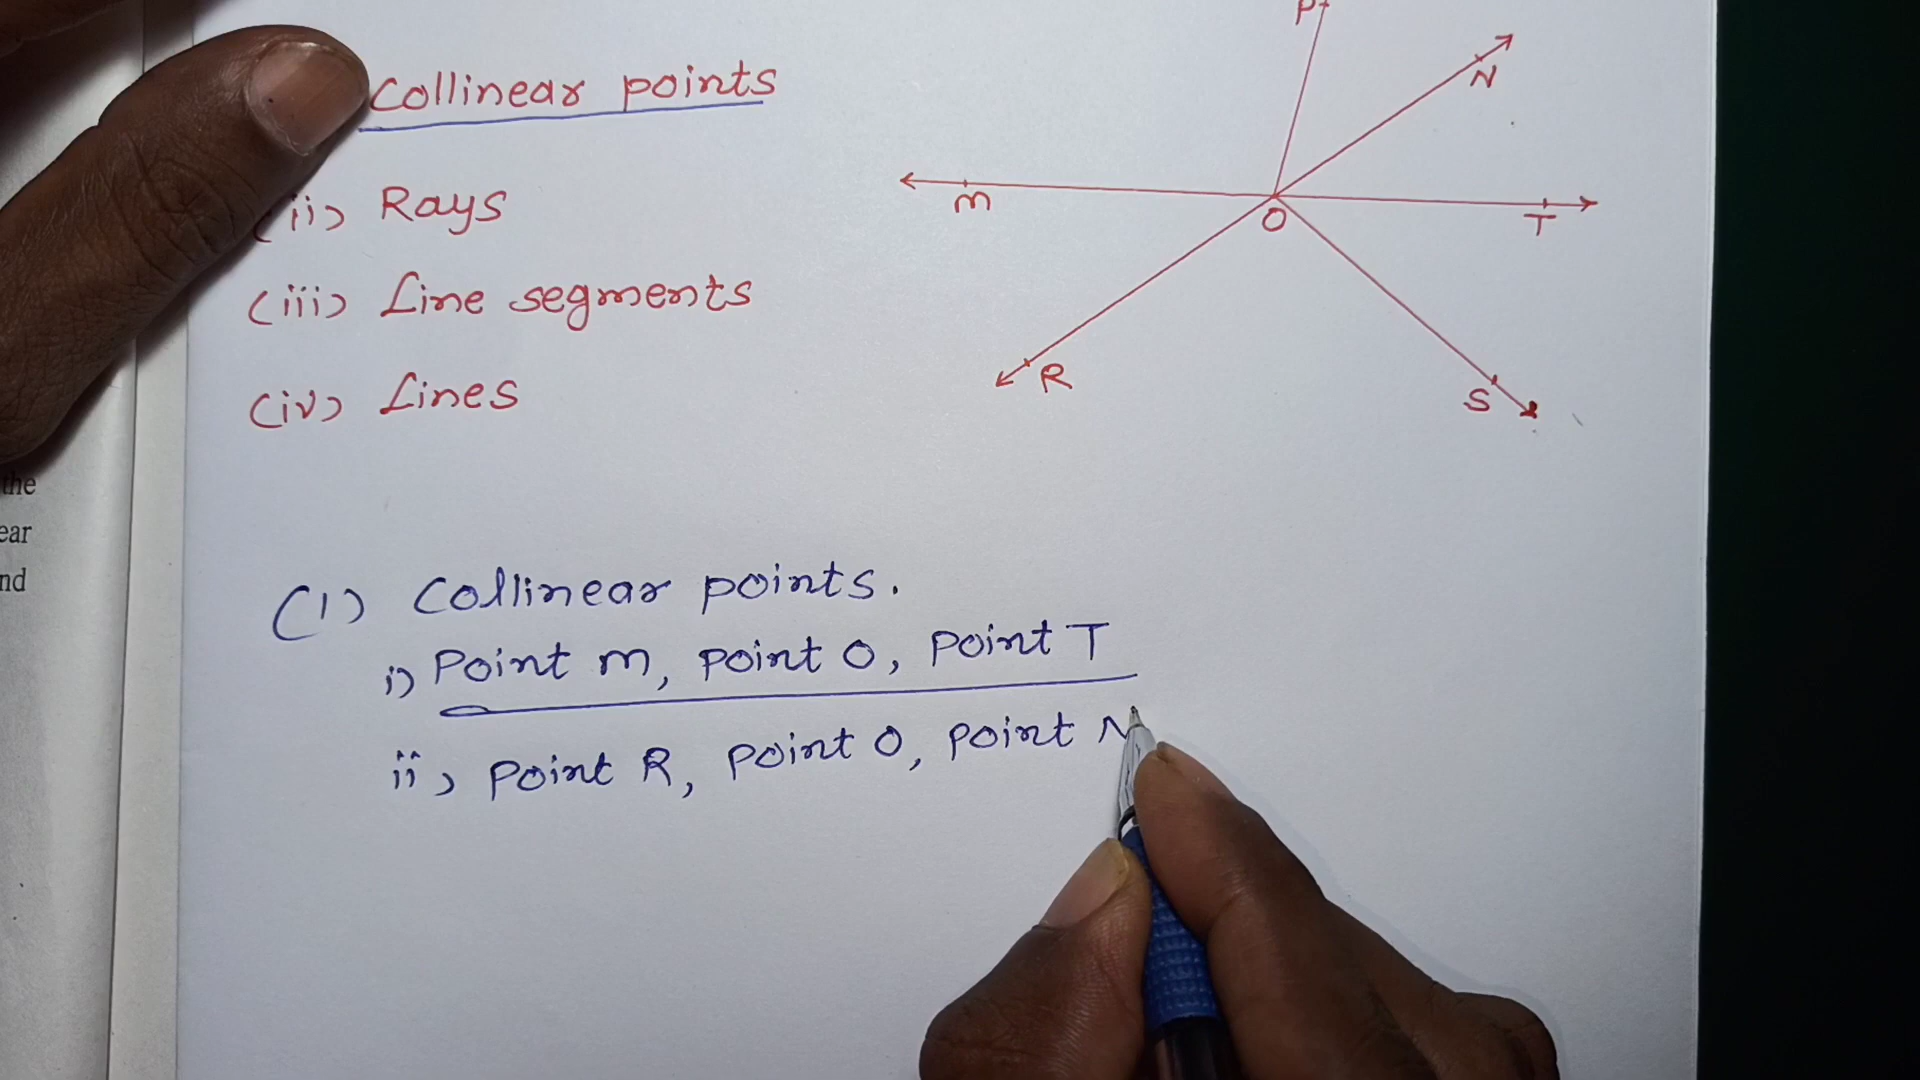 Collinear points
(ii) Rays
(iii) Line segments
(iv) Lines
P
N
M
O
T
R
S
the
ear
nd
(1) Collinear points.
i) Point M, Point O, Point T
ii) Point R, Point O, Point N